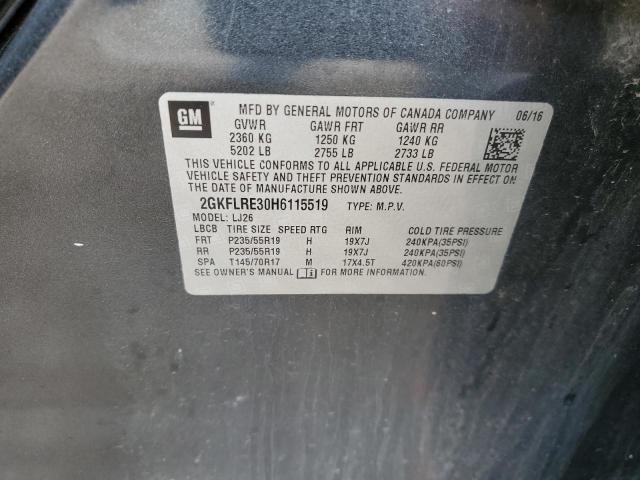 GM
MFD BY GENERAL MOTORS OF CANADA COMPANY 06/16
GVWR GAWR FRT GAWR RR
2360 KG 1250 KG 1240 KG
5202 LB 2755 LB 2733 LB
THIS VEHICLE CONFORMS TO ALL APPLICABLE U.S. FEDERAL MOTOR
VEHICLE SAFETY AND THEFT PREVENTION STANDARDS IN EFFECT ON
THE DATE OF MANUFACTURE SHOWN ABOVE.
2GKFLRE30H6115519 TYPE: M.P.V.
MODEL: LJ26
LBCB TIRE SIZE SPEED RTG RIM COLD TIRE PRESSURE
FRT P235/55R19 H 19X7J 240KPA(35PSI)
RR P235/55R19 H 19X7J 240KPA(35PSI)
SPA T145/70R17 M 17X4.5T 420KPA(60PSI)
SEE OWNER'S MANUAL FOR MORE INFORMATION.